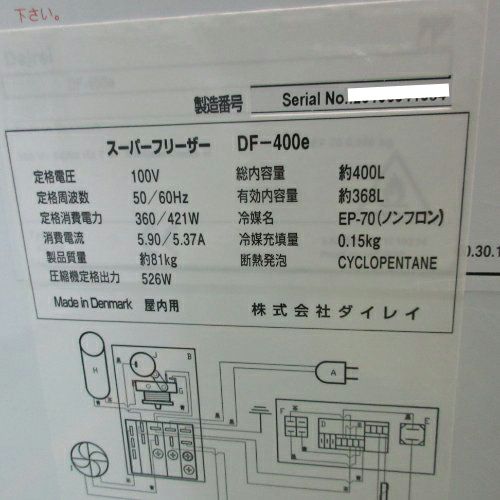 下さい。
製造番号 Serial No.
スーパーフリーザー DF-400e
定格電圧 100V 総内容量 約400L
定格周波数 50/60Hz 有効内容量 約368L
定格消費電力 360/421W 冷媒名 EP-70(ノンフロン)
消費電流 5.90/5.37A 冷媒充填量 0.15kg
製品質量 約81kg 断熱発泡 CYCLOPENTANE
圧縮機定格出力 526W
Made in Denmark 屋内用 株式会社ダイレイ
0.30.1
H
J
B
G
A
F
D
E